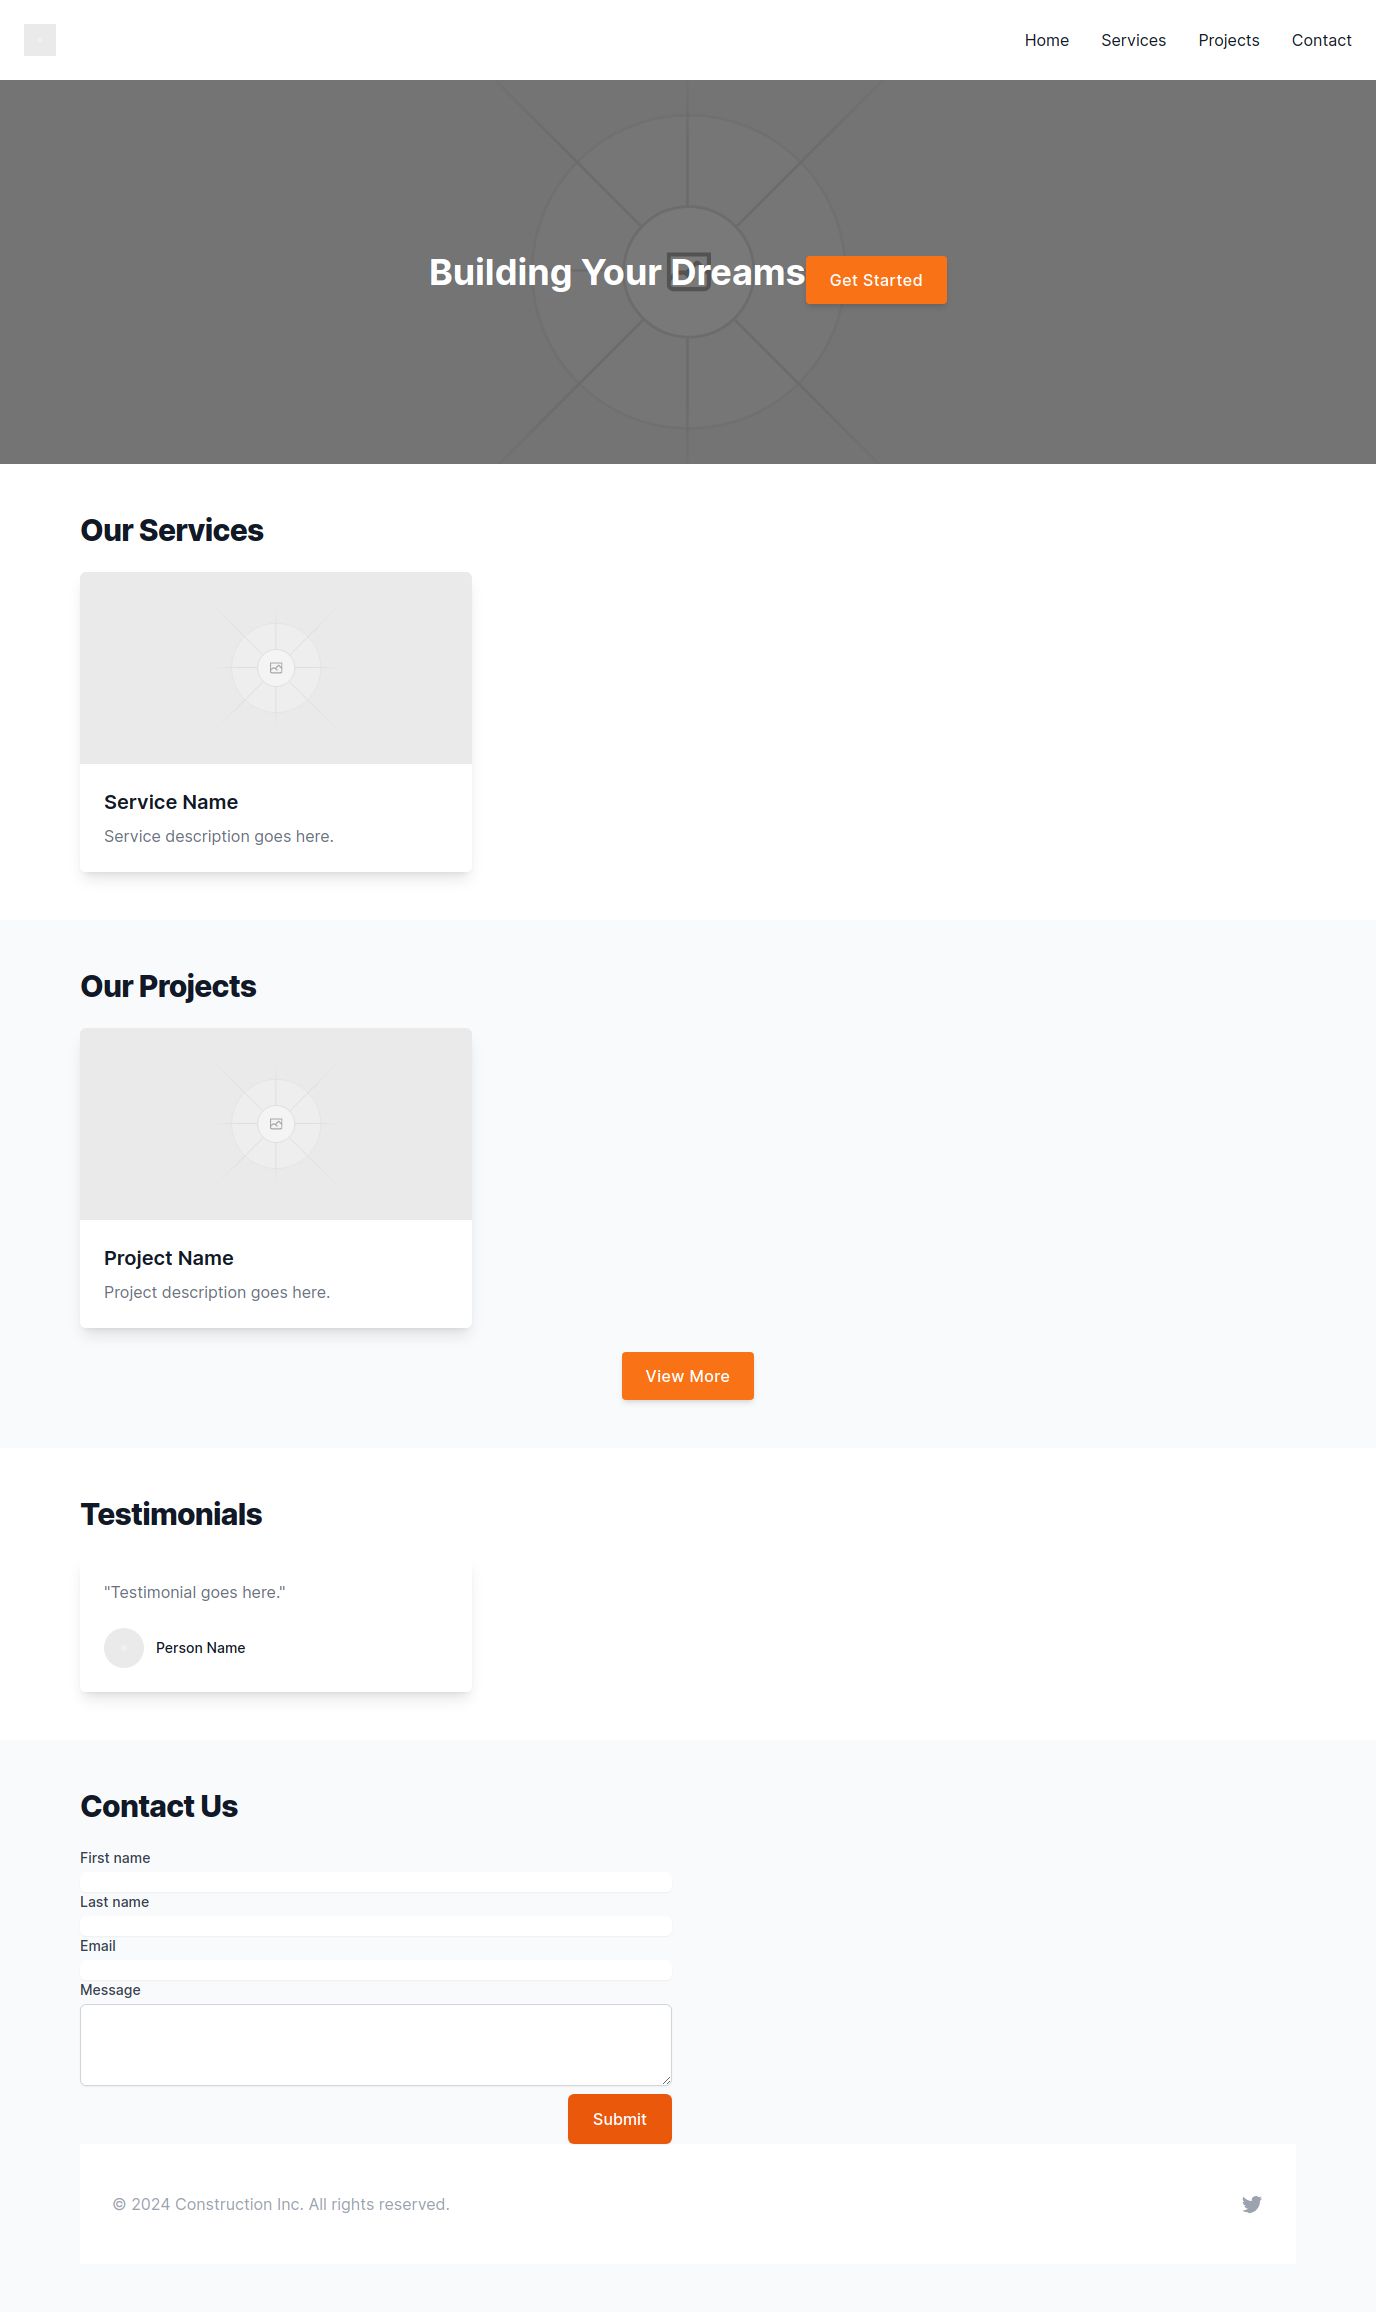 Home
Services
Projects
Contact
Building Your Dreams
Get Started
Our Services
Service Name
Service description goes here.
Our Projects
Project Name
Project description goes here.
View More
Testimonials
"Testimonial goes here."
Person Name
Contact Us
First name
Last name
Email
Message
Submit
© 2024 Construction Inc. All rights reserved.